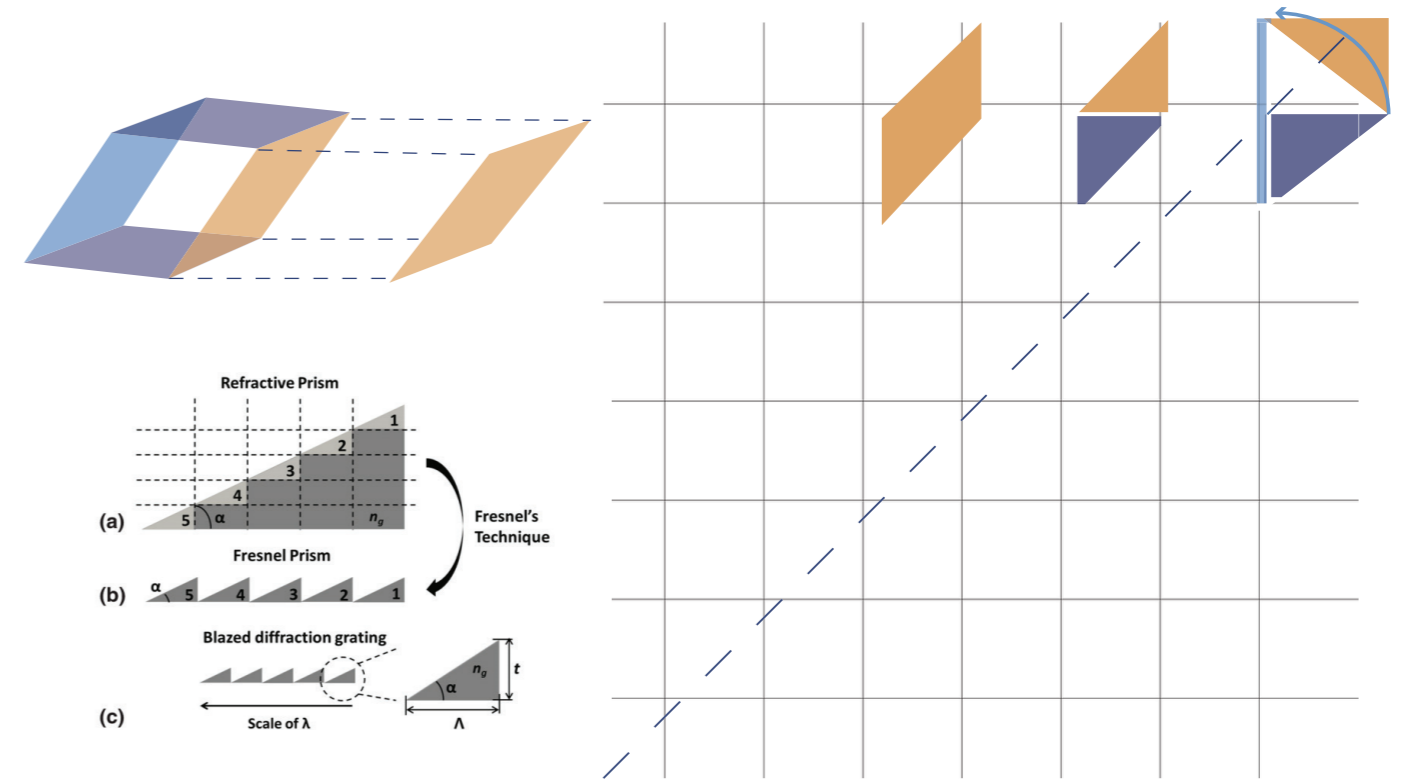 Refractive Prism
1
2
3
4
5
α
n_g
(a)
Fresnel's
Technique
Fresnel Prism
(b)
α
5
4
3
2
1
Blazed diffraction grating
n_g
t
α
(c)
Scale of λ
Λ